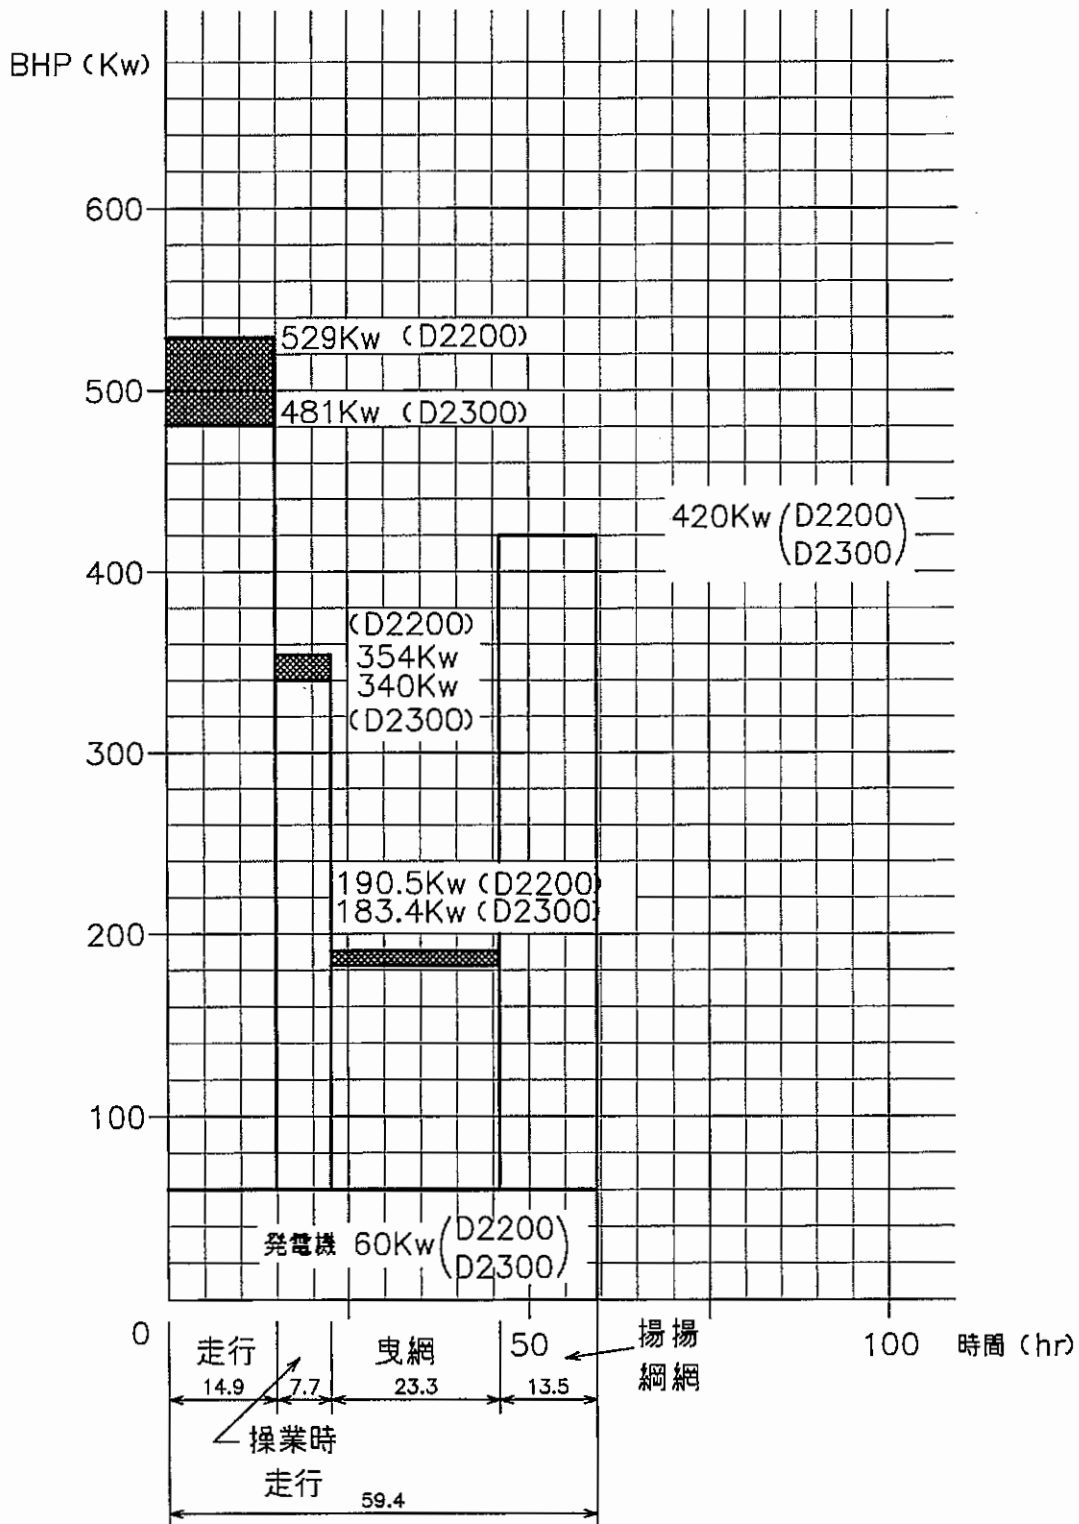 BHP (Kw)
600
529Kw (D2200)
500
481Kw (D2300)
420Kw (D2200)
(D2300)
400
(D2200)
354Kw
340Kw
(D2300)
300
190.5Kw (D2200)
183.4Kw (D2300)
200
100
発電機 60Kw (D2200)
(D2300)
0
50
100
時間 (hr)
走行
曳網
揚揚
綱網
14.9
7.7
23.3
13.5
操業時
走行
59.4